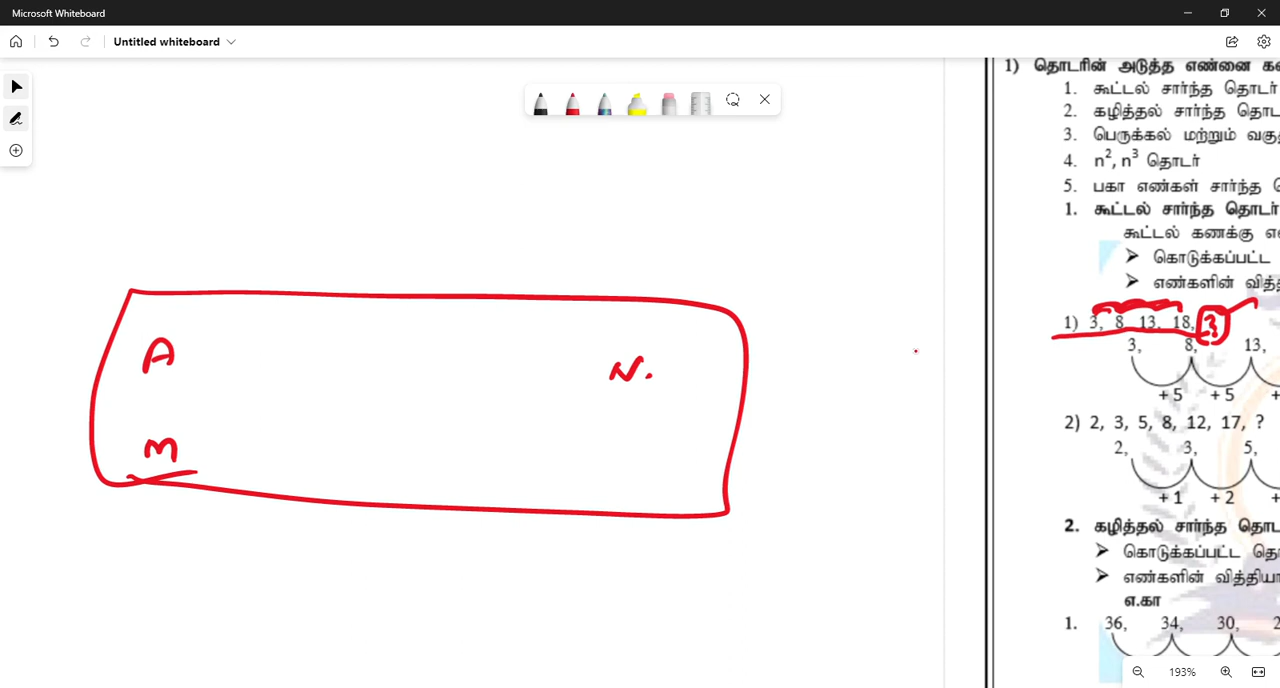 Microsoft Whiteboard
Untitled whiteboard
A
N.
M
1) தொடரின் அடுத்த எண்னை
1. கூட்டல் சார்ந்த தொடர்
2. கழித்தல் சார்ந்த
3. பெருக்கல் மற்றும்
4. n², n³ தொடர்
5. பகா எண்கள் சார்ந்த
1. கூட்டல் சார்ந்த தொடர்
கூட்டல் கணக்கு
➤ கொடுக்கப்பட்ட
➤ எண்களின்
1) 3, 8, 13, 18,
3, 8, 13,
+ 5 + 5 +
2) 2, 3, 5, 8, 12, 17, ?
2, 3, 5,
+ 1 + 2 +
2. கழித்தல் சார்ந்த
➤ கொடுக்கப்பட்ட
➤ எண்களின்
எ.கா
1. 36, 34, 30, 2
193%